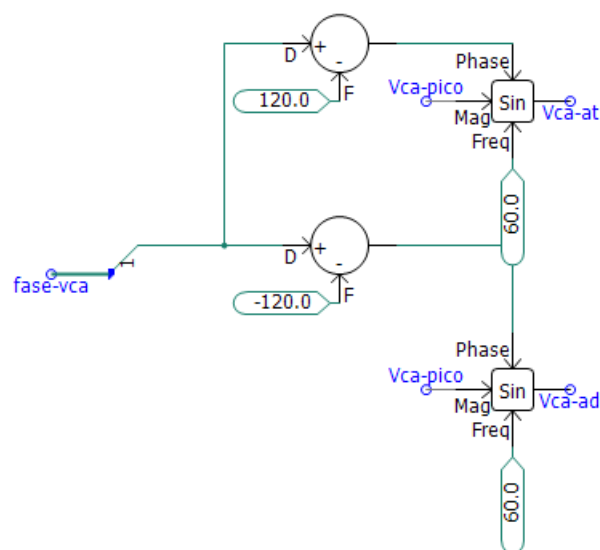 +
D
-
F
120.0
Phase
Vca-pico
Sin
Mag
Vca-at
Freq
60.0
1
fase-vca
+
D
-
F
-120.0
Phase
Vca-pico
Sin
Mag
Vca-ad
Freq
60.0